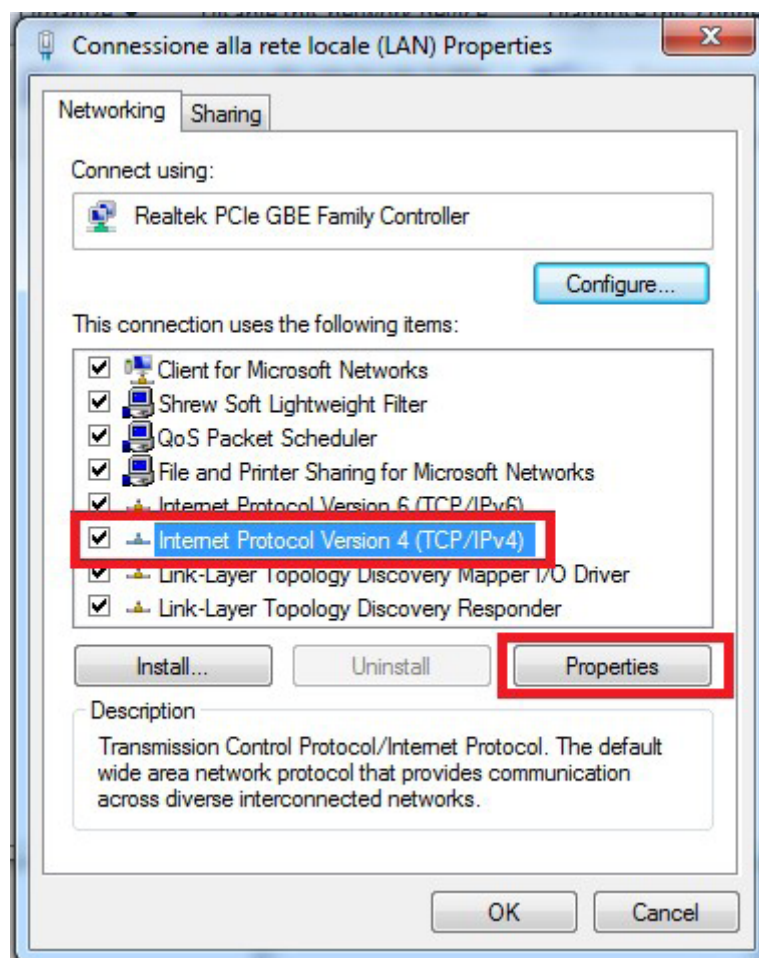 Connessione alla rete locale (LAN) Properties
Networking
Sharing
Connect using:
Realtek PCIe GBE Family Controller
Configure...
This connection uses the following items:
Client for Microsoft Networks
Shrew Soft Lightweight Filter
QoS Packet Scheduler
File and Printer Sharing for Microsoft Networks
Internet Protocol Version 6 (TCP/IPv6)
Internet Protocol Version 4 (TCP/IPv4)
Link-Layer Topology Discovery Mapper I/O Driver
Link-Layer Topology Discovery Responder
Install...
Uninstall
Properties
Description
Transmission Control Protocol/Internet Protocol. The default
wide area network protocol that provides communication
across diverse interconnected networks.
OK
Cancel